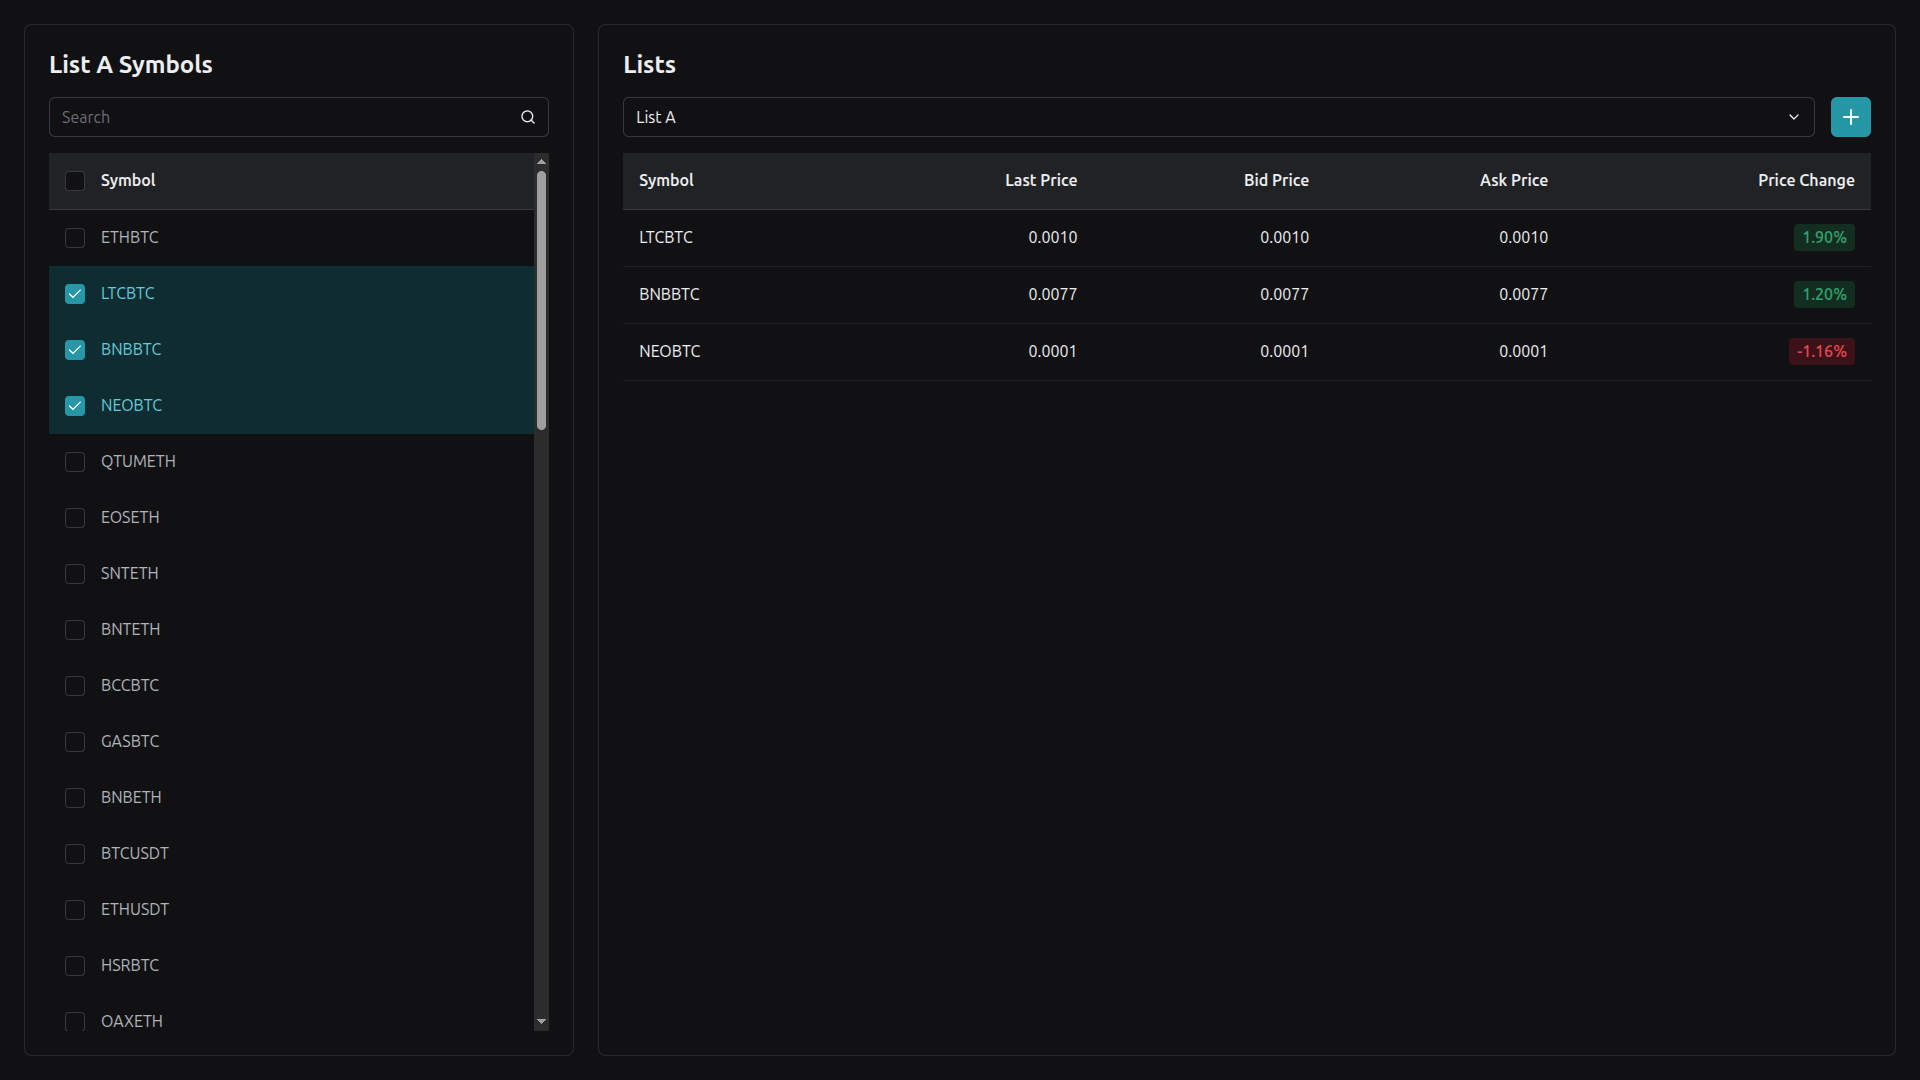 List A Symbols
Search
Symbol
ETHBTC
LTCBTC
BNBBTC
NEOBTC
QTUMETH
EOSETH
SNTETH
BNTETH
BCCBTC
GASBTC
BNBETH
BTCUSDT
ETHUSDT
HSRBTC
OAXETH
Lists
List A
Symbol Last Price Bid Price Ask Price Price Change
LTCBTC 0.0010 0.0010 0.0010 1.90%
BNBBTC 0.0077 0.0077 0.0077 1.20%
NEOBTC 0.0001 0.0001 0.0001 -1.16%